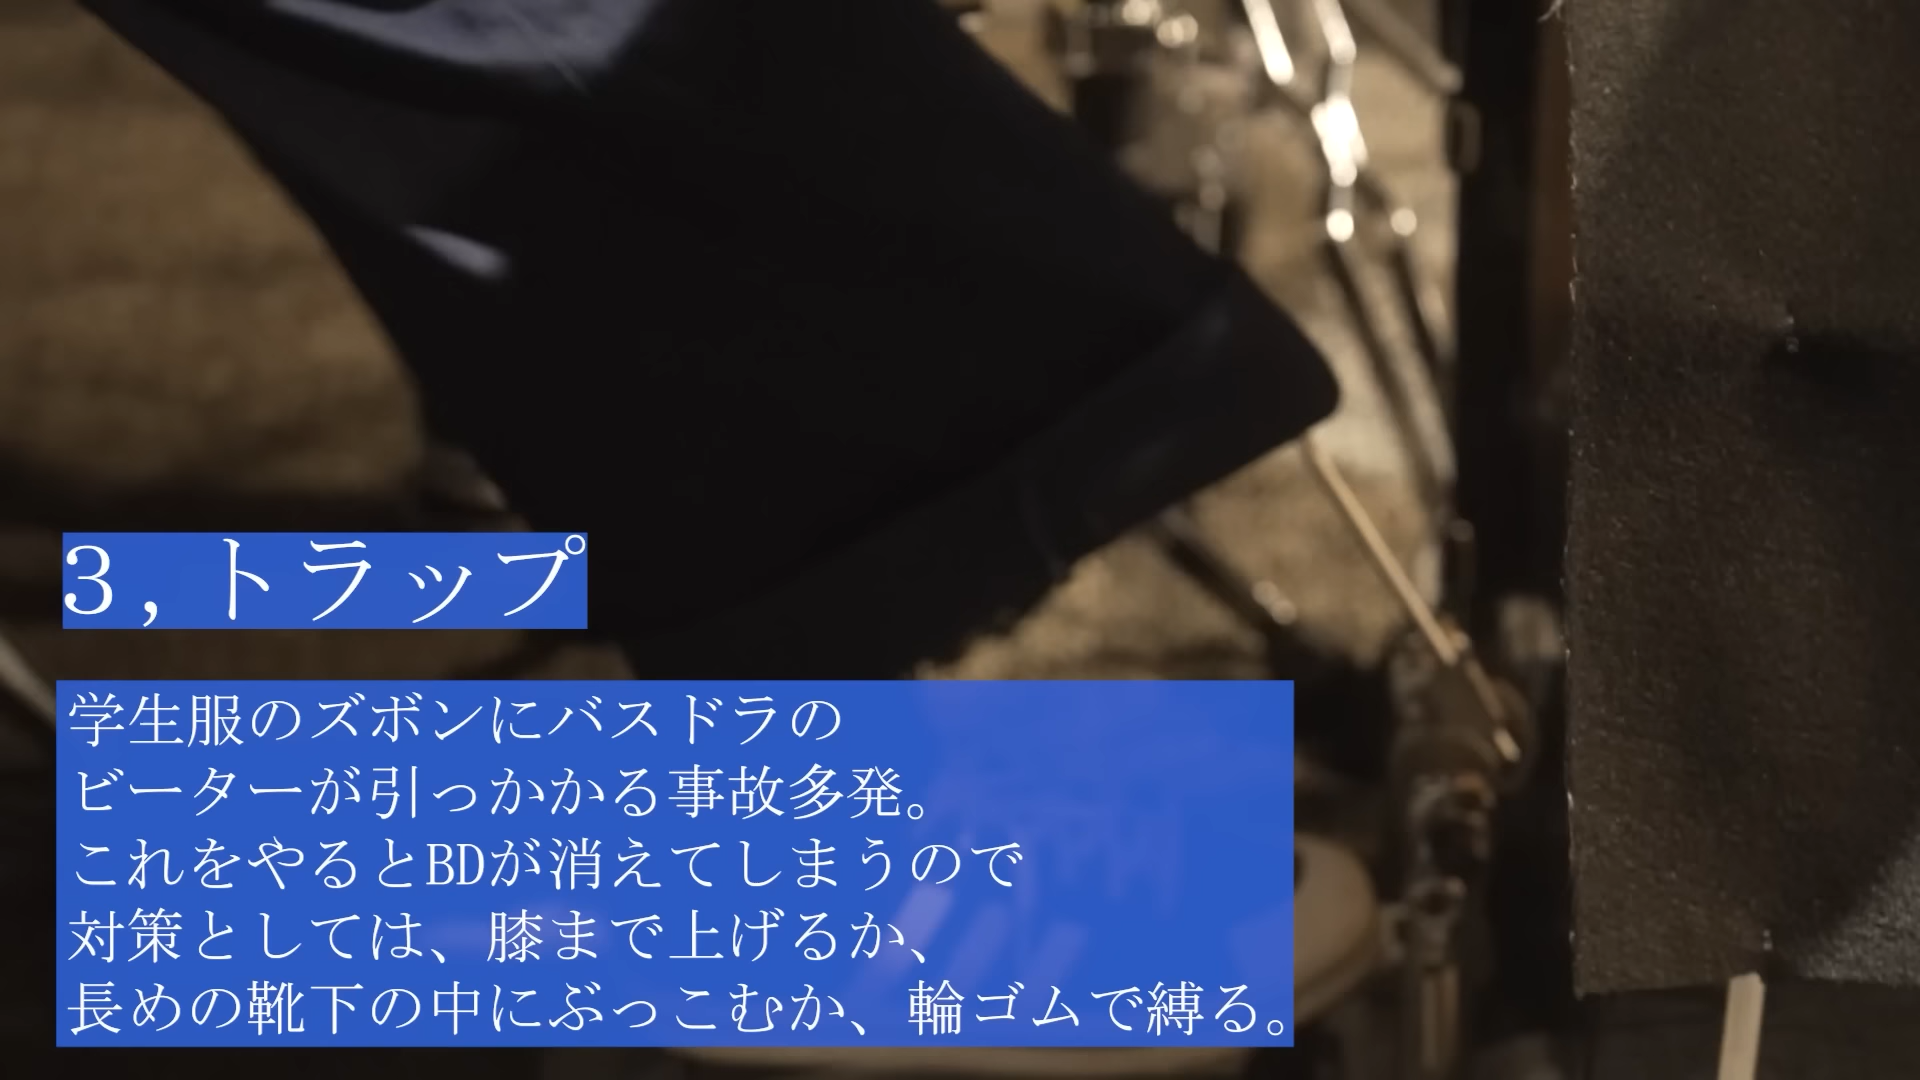 ３,トラップ
学生服のズボンにバスドラの
ビーターが引っかかる事故多発。
これをやるとBDが消えてしまうので
対策としては、膝まで上げるか、
長めの靴下の中にぶっこむか、輪ゴムで縛る。